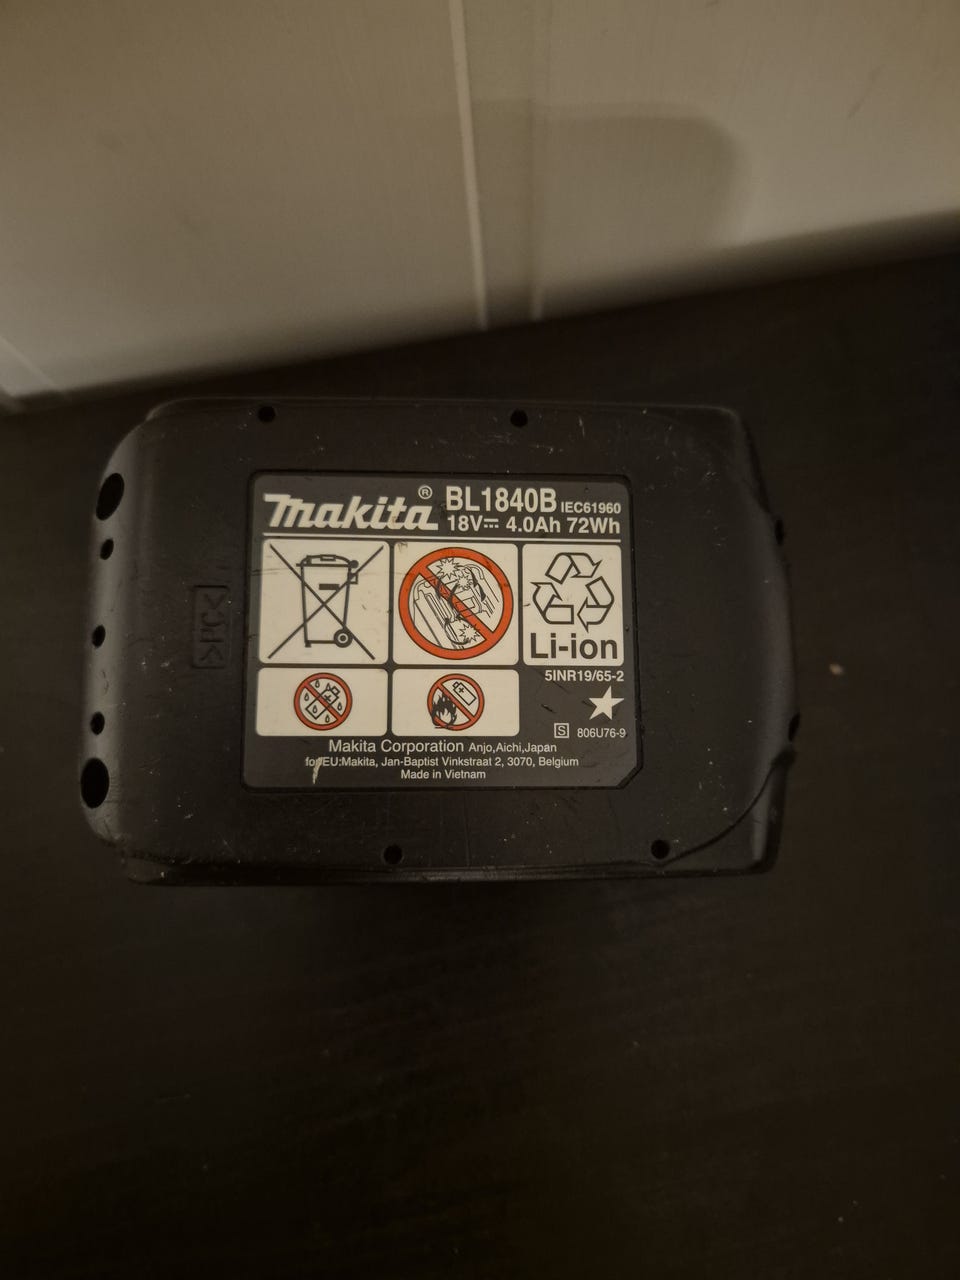 makita® BL1840B IEC61960
18V⎓ 4.0Ah 72Wh
Li-ion
5INR19/65-2
S 806U76-9
Makita Corporation Anjo,Aichi,Japan
for EU:Makita, Jan-Baptist Vinkstraat 2, 3070, Belgium
Made in Vietnam
>PC<